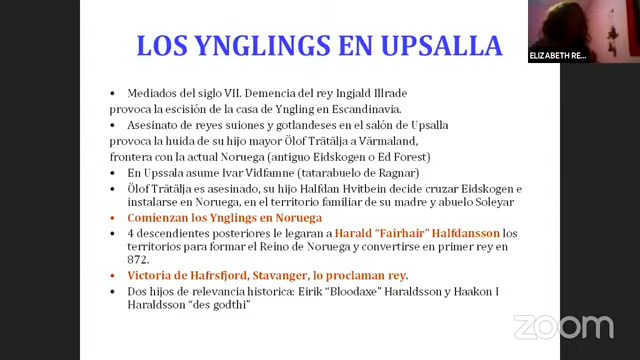 LOS YNGLINGS EN UPSALLA
ELIZABETH RE...
• Mediados del siglo VII. Demencia del rey Ingjald Illrade
provoca la escisión de la casa de Yngling en Escandinavia.
• Asesinato de reyes suiones y gotlandeses en el salón de Upsalla
provoca la huida de su hijo mayor Ölof Trätälja a Värmaland,
frontera con la actual Noruega (antiguo Eidskogen o Ed Forest)
• En Upssala asume Ivar Vidfamne (tatarabuelo de Ragnar)
• Ölof Trätälja es asesinado, su hijo Halfdan Hvitbein decide cruzar Eidskogen e
instalarse en Noruega, en el territorio familiar de su madre y abuelo Soleyar
• Comienzan los Ynglings en Noruega
• 4 descendientes posteriores le legaran a Harald “Fairhair” Halfdansson los
territorios para formar el Reino de Noruega y convertirse en primer rey en
872.
• Victoria de Hafrsfjord, Stavanger, lo proclaman rey.
• Dos hijos de relevancia historica: Eirik “Bloodaxe” Haraldsson y Haakon I
Haraldsson “des godthi”
zoom